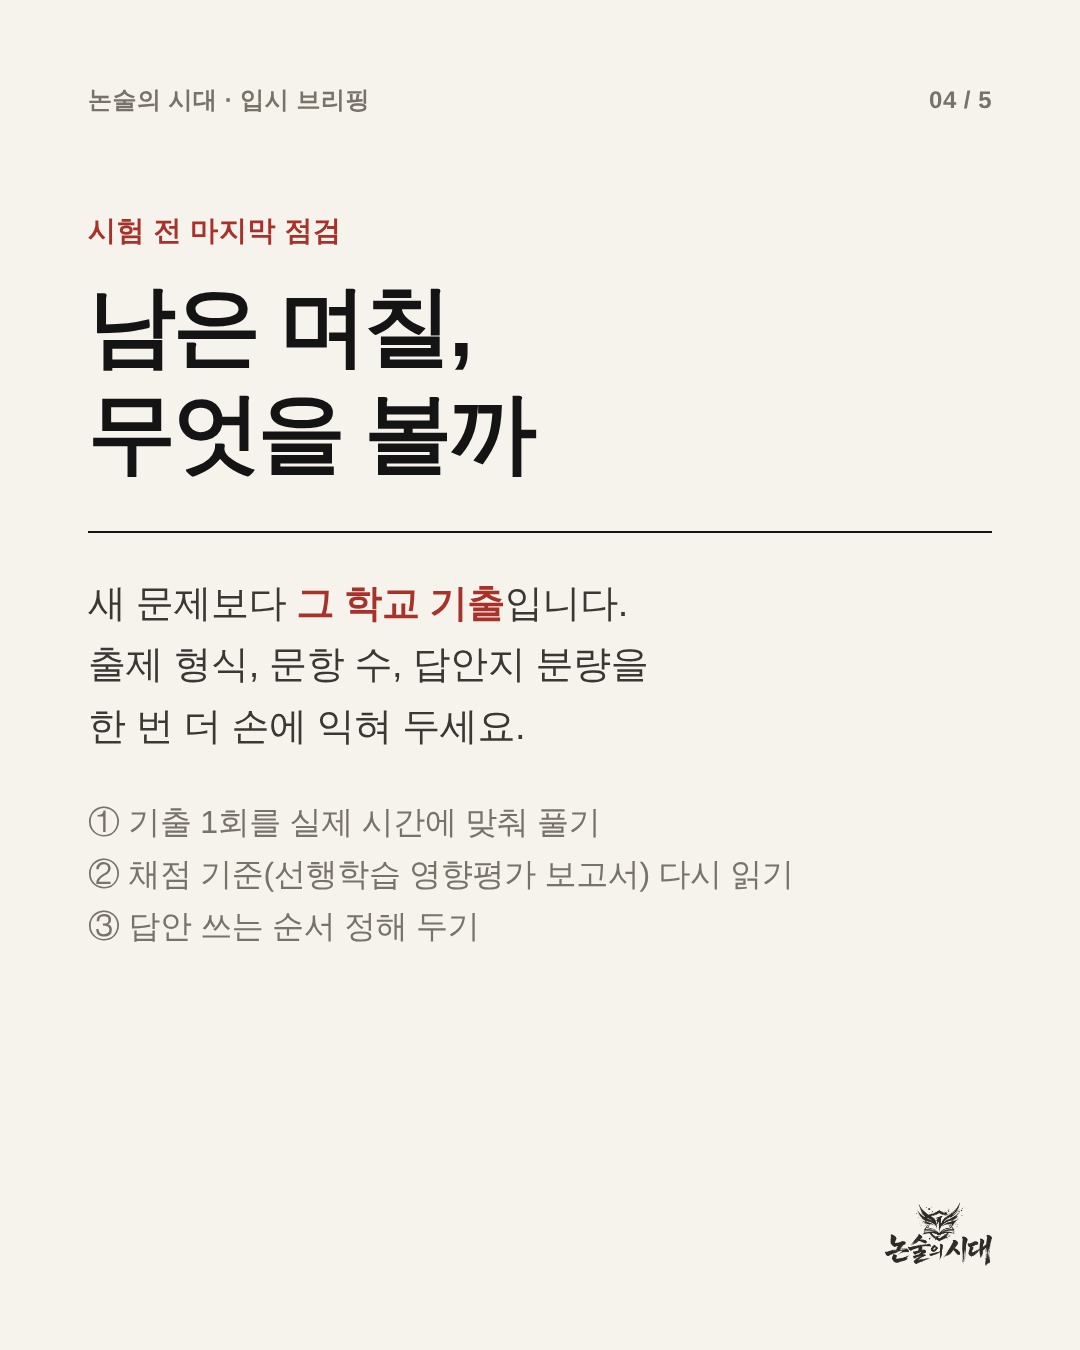 논술의 시대 · 입시 브리핑
04 / 5
시험 전 마지막 점검
남은 며칠,
무엇을 볼까
새 문제보다 그 학교 기출입니다.
출제 형식, 문항 수, 답안지 분량을
한 번 더 손에 익혀 두세요.
① 기출 1회를 실제 시간에 맞춰 풀기
② 채점 기준(선행학습 영향평가 보고서) 다시 읽기
③ 답안 쓰는 순서 정해 두기
논술의시대